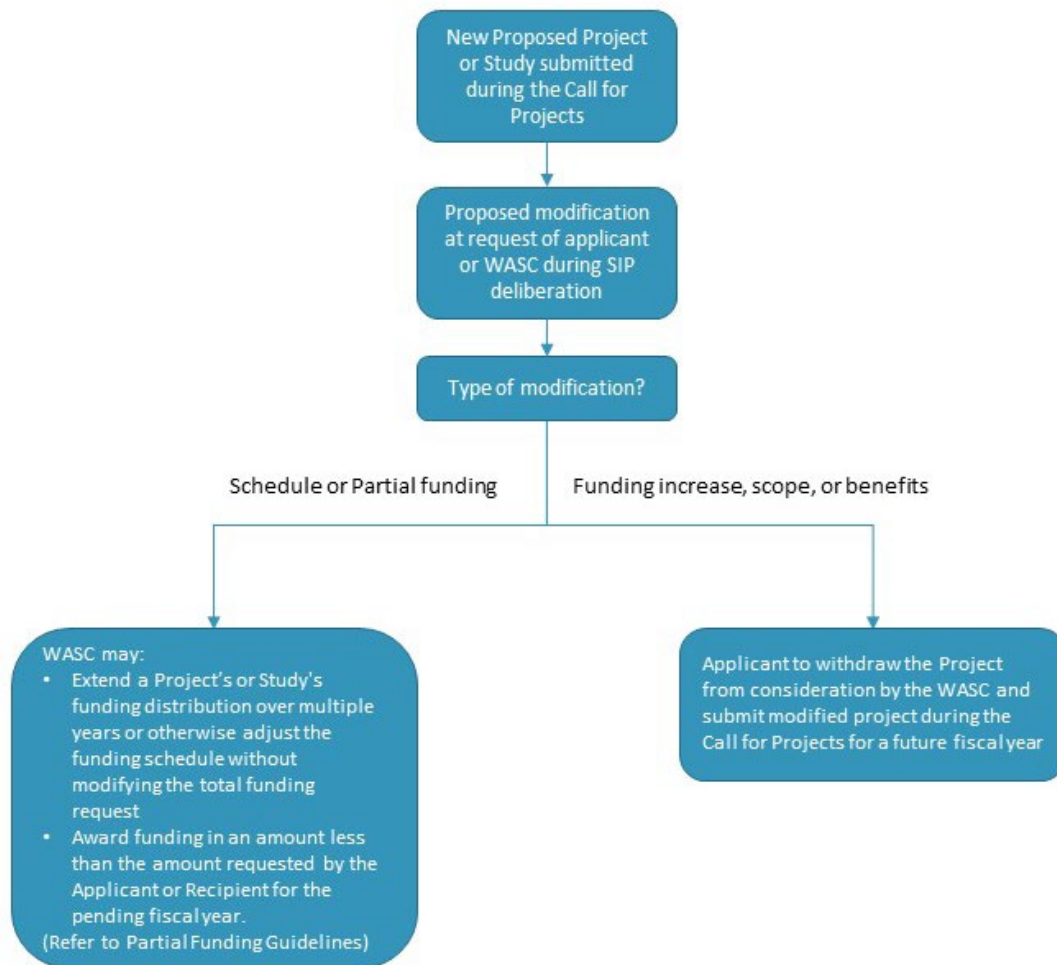 New Proposed Project
or Study submitted
during the Call for
Projects
Proposed modification
at request of applicant
or WASC during SIP
deliberation
Type of modification?
Schedule or Partial funding
Funding increase, scope, or benefits
WASC may:
• Extend a Project’s or Study's
funding distribution over multiple
years or otherwise adjust the
funding schedule without
modifying the total funding
request
• Award funding in an amount less
than the amount requested by the
Applicant or Recipient for the
pending fiscal year.
(Refer to Partial Funding Guidelines)
Applicant to withdraw the Project
from consideration by the WASC and
submit modified project during the
Call for Projects for a future fiscal year